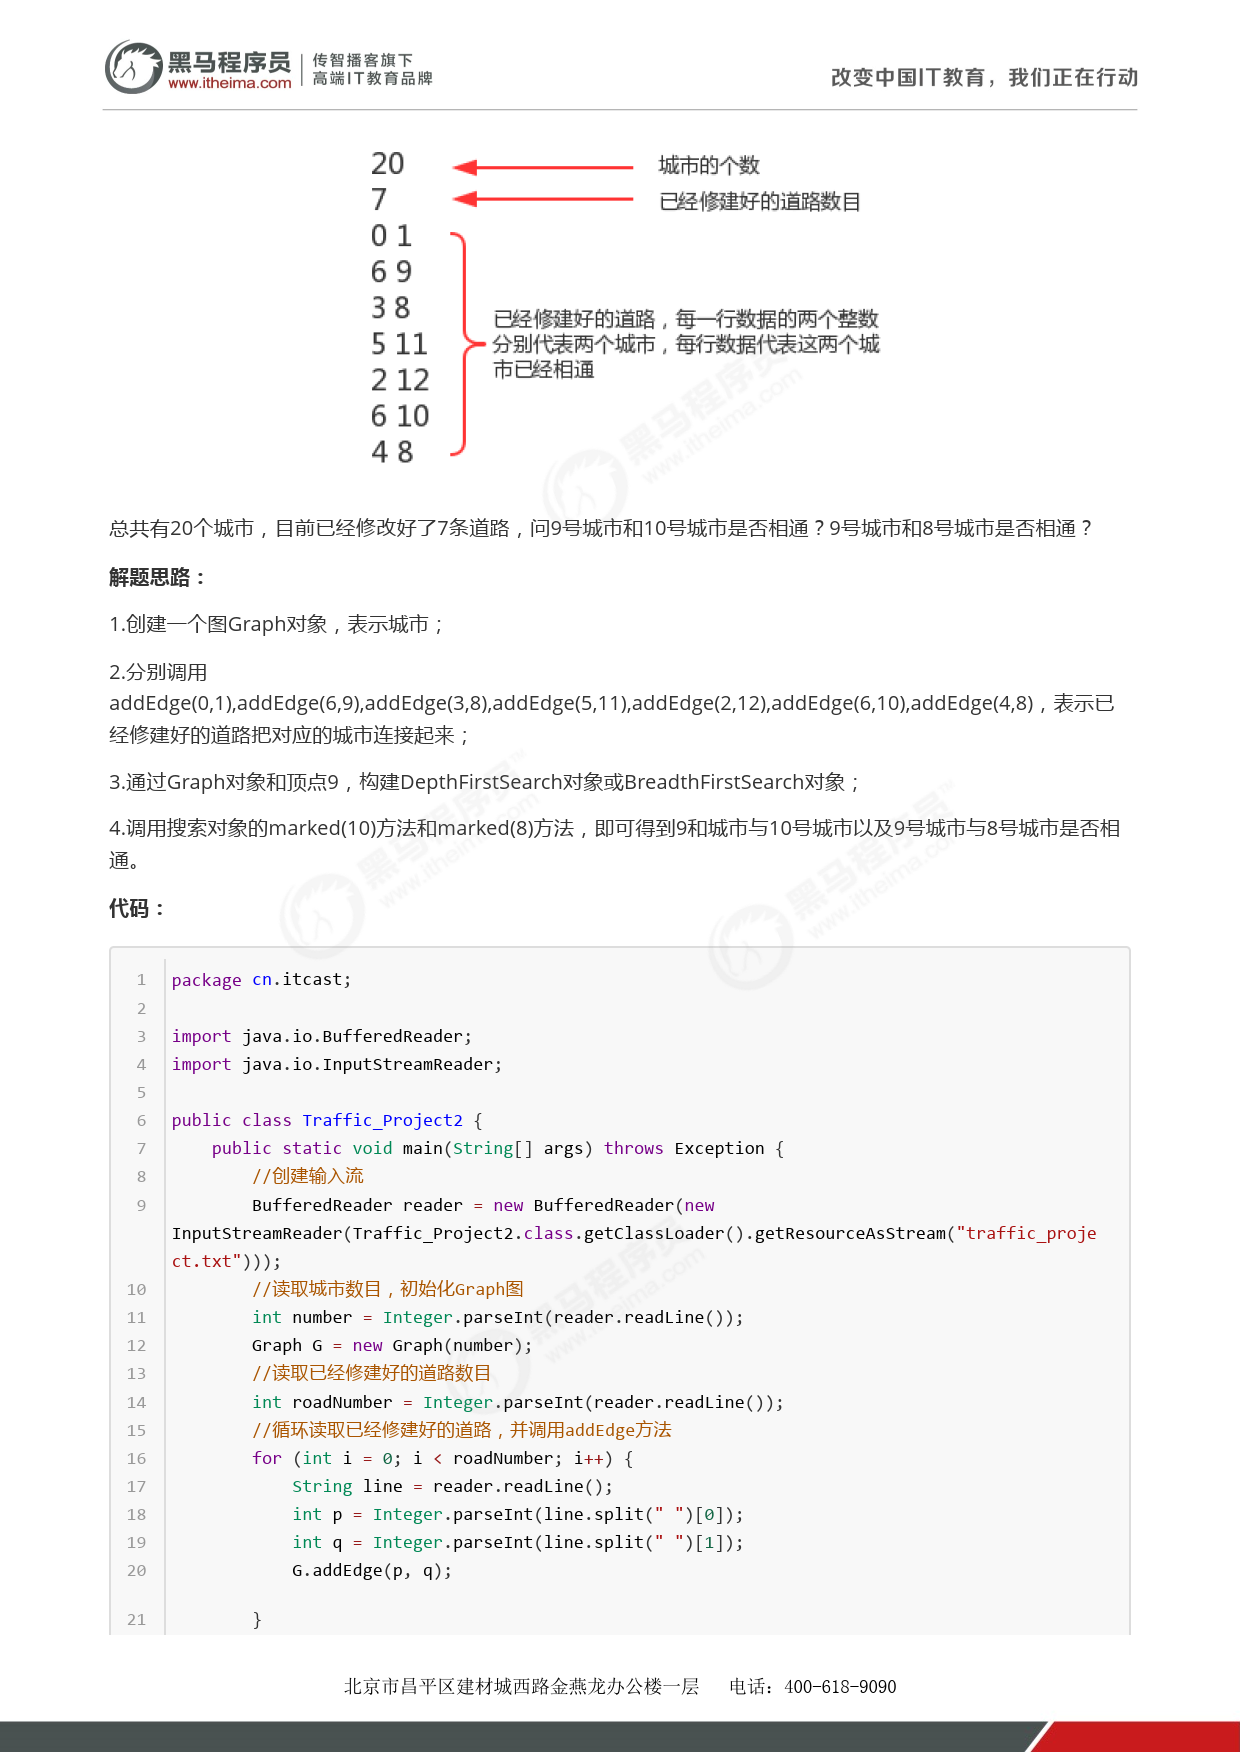 黑马程序员
www.itheima.com
传智播客旗下
高端IT教育品牌
改变中国IT教育，我们正在行动
20
城市的个数
7
已经修建好的道路数目
0 1
6 9
3 8
5 11
2 12
6 10
4 8
已经修建好的道路，每一行数据的两个整数
分别代表两个城市，每行数据代表这两个城
市已经相通
总共有20个城市，目前已经修改好了7条道路，问9号城市和10号城市是否相通？9号城市和8号城市是否相通？
解题思路：
1.创建一个图Graph对象，表示城市；
2.分别调用
addEdge(0,1),addEdge(6,9),addEdge(3,8),addEdge(5,11),addEdge(2,12),addEdge(6,10),addEdge(4,8)，表示已
经修建好的道路把对应的城市连接起来；
3.通过Graph对象和顶点9，构建DepthFirstSearch对象或BreadthFirstSearch对象；
4.调用搜索对象的marked(10)方法和marked(8)方法，即可得到9和城市与10号城市以及9号城市与8号城市是否相
通。
代码：
1 package cn.itcast;
2
3 import java.io.BufferedReader;
4 import java.io.InputStreamReader;
5
6 public class Traffic_Project2 {
7     public static void main(String[] args) throws Exception {
8         //创建输入流
9         BufferedReader reader = new BufferedReader(new
InputStreamReader(Traffic_Project2.class.getClassLoader().getResourceAsStream("traffic_proje
ct.txt")));
10         //读取城市数目，初始化Graph图
11         int number = Integer.parseInt(reader.readLine());
12         Graph G = new Graph(number);
13         //读取已经修建好的道路数目
14         int roadNumber = Integer.parseInt(reader.readLine());
15         //循环读取已经修建好的道路，并调用addEdge方法
16         for (int i = 0; i < roadNumber; i++) {
17             String line = reader.readLine();
18             int p = Integer.parseInt(line.split(" ")[0]);
19             int q = Integer.parseInt(line.split(" ")[1]);
20             G.addEdge(p, q);
21         }
北京市昌平区建材城西路金燕龙办公楼一层 电话：400-618-9090